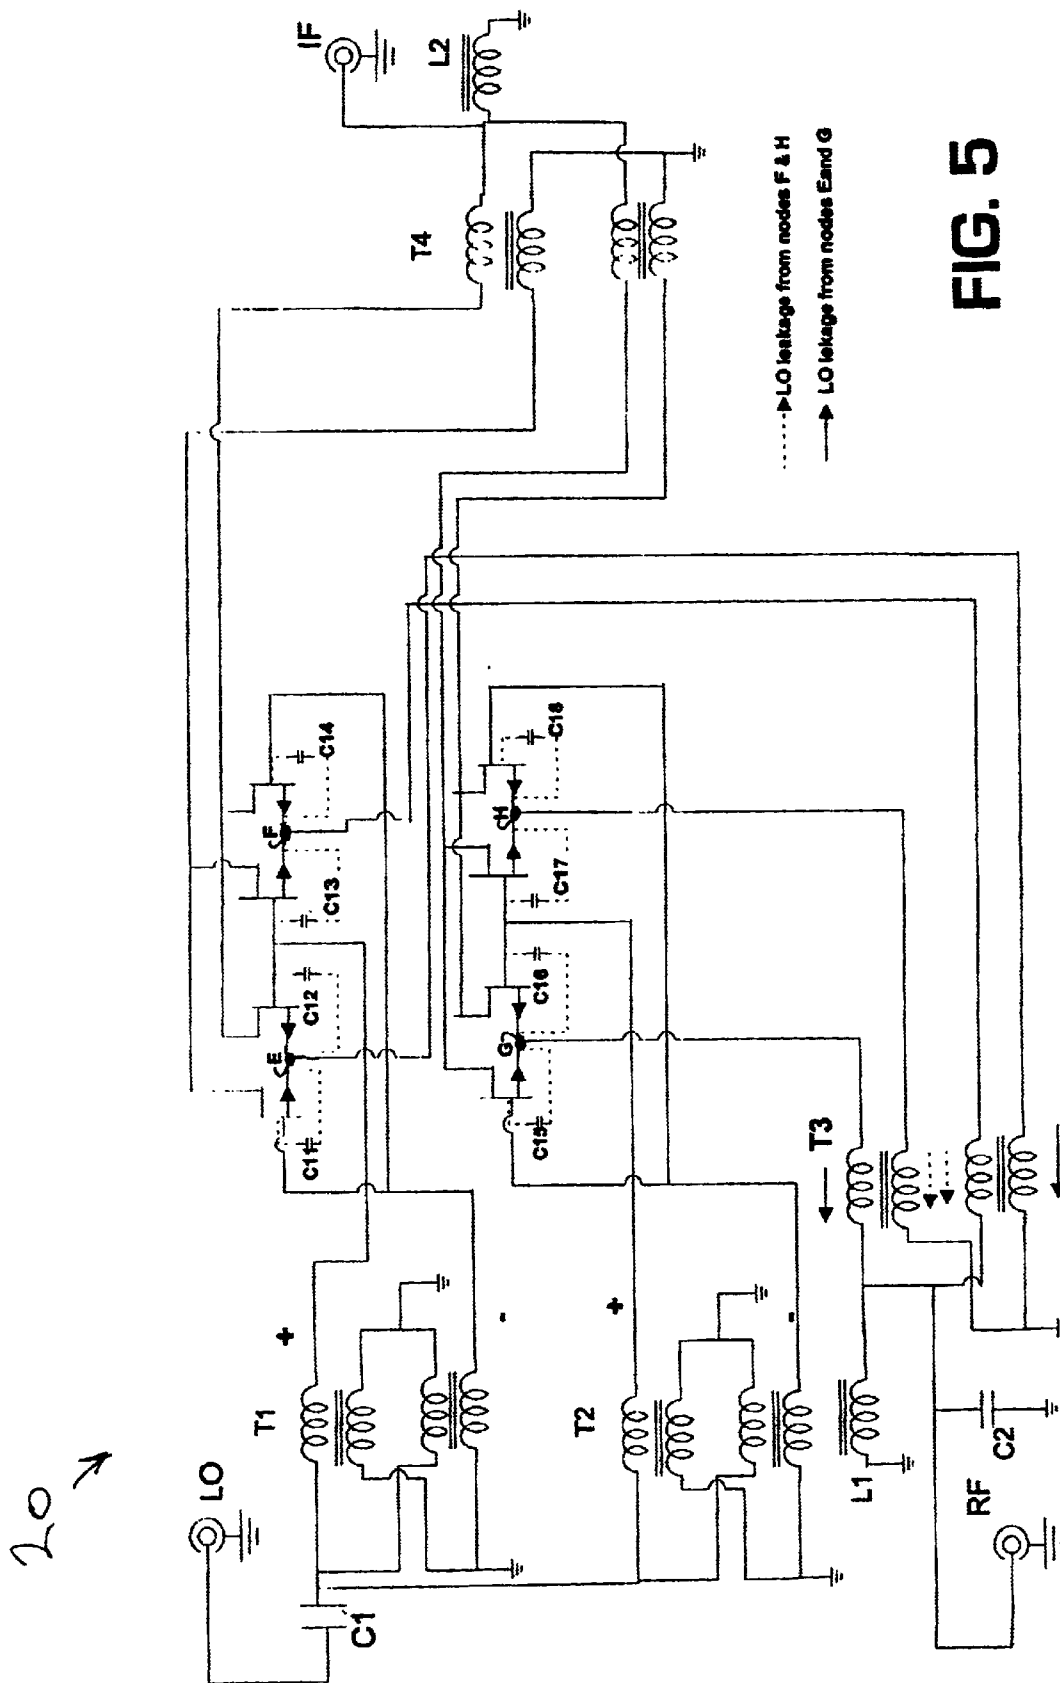 20
LO
C1
T1
+
-
T2
+
-
C11
E
C12
C13
F
C14
C15
G
C16
C17
H
C18
T3
L1
C2
RF
T4
L2
IF
LO leakage from nodes F & H
LO lekage from nodes Eand G
FIG. 5